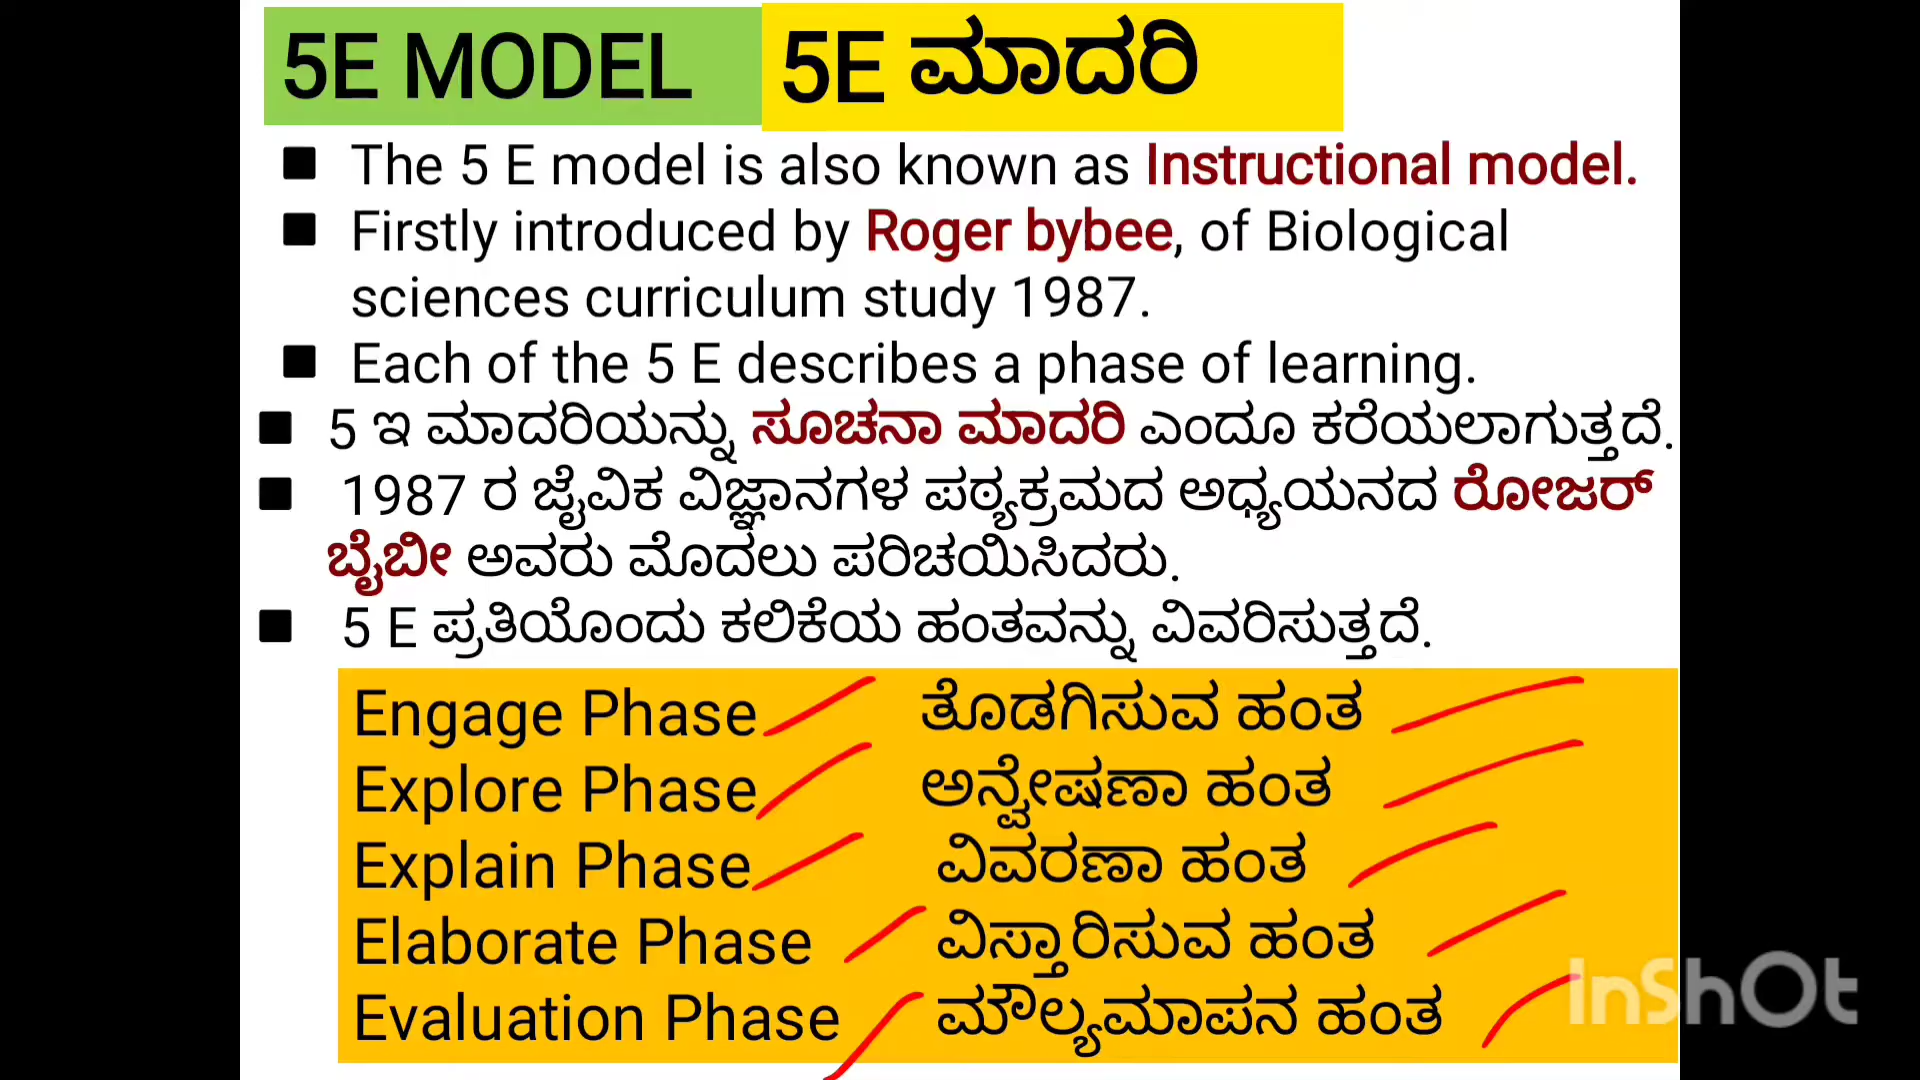 5E MODEL 5E ಮಾದರಿ
■ The 5 E model is also known as Instructional model.
■ Firstly introduced by Roger bybee, of Biological
sciences curriculum study 1987.
■ Each of the 5 E describes a phase of learning.
■ 5 ಇ ಮಾದರಿಯನ್ನು ಸೂಚನಾ ಮಾದರಿ ಎಂದೂ ಕರೆಯಲಾಗುತ್ತದೆ.
■ 1987 ರ ಜೈವಿಕ ವಿಜ್ಞಾನಗಳ ಪಠ್ಯಕ್ರಮದ ಅಧ್ಯಯನದ ರೋಜರ್
ಬೈಬೀ ಅವರು ಮೊದಲು ಪರಿಚಯಿಸಿದರು.
■ 5 E ಪ್ರತಿಯೊಂದು ಕಲಿಕೆಯ ಹಂತವನ್ನು ವಿವರಿಸುತ್ತದೆ.
Engage Phase ತೊಡಗಿಸುವ ಹಂತ
Explore Phase ಅನ್ವೇಷಣಾ ಹಂತ
Explain Phase ವಿವರಣಾ ಹಂತ
Elaborate Phase ವಿಸ್ತಾರಿಸುವ ಹಂತ
Evaluation Phase ಮೌಲ್ಯಮಾಪನ ಹಂತ
InShOt